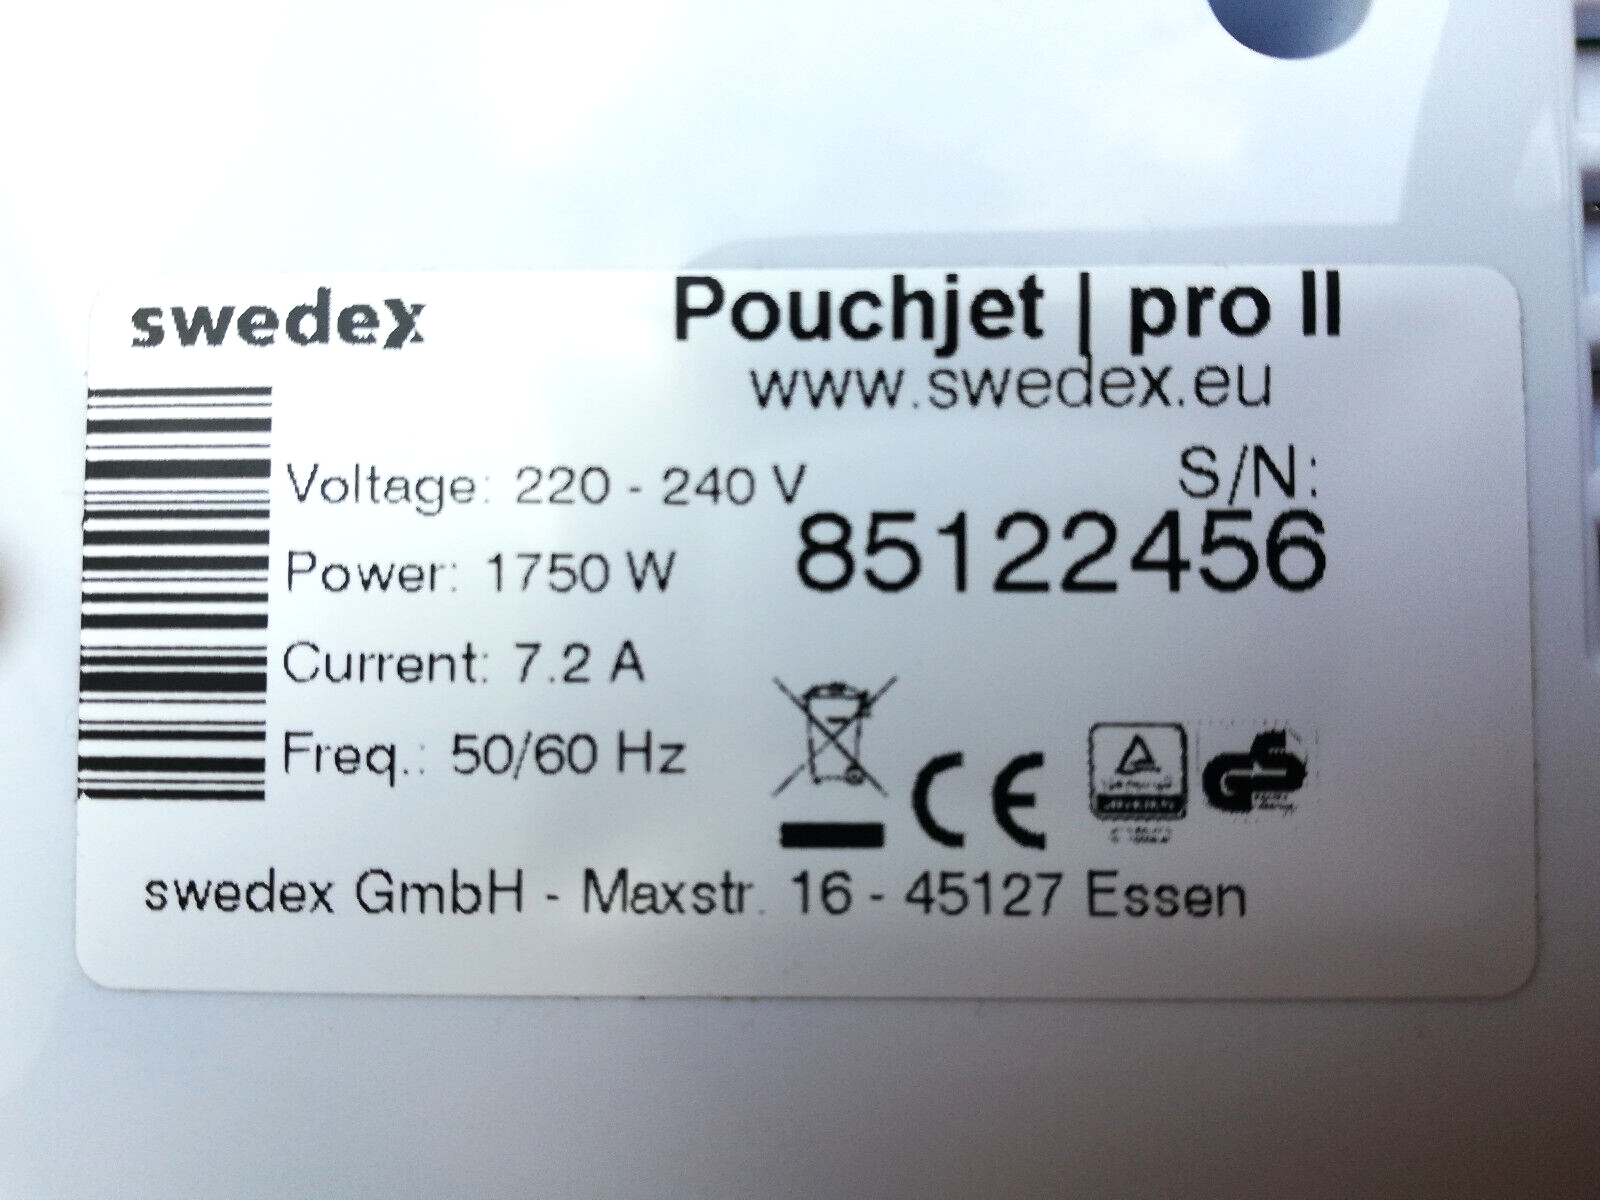 swedex
Pouchjet | pro II
www.swedex.eu
Voltage: 220 - 240 V
S/N:
85122456
Power: 1750 W
Current: 7.2 A
Freq.: 50/60 Hz
CE
swedex GmbH - Maxstr. 16 - 45127 Essen